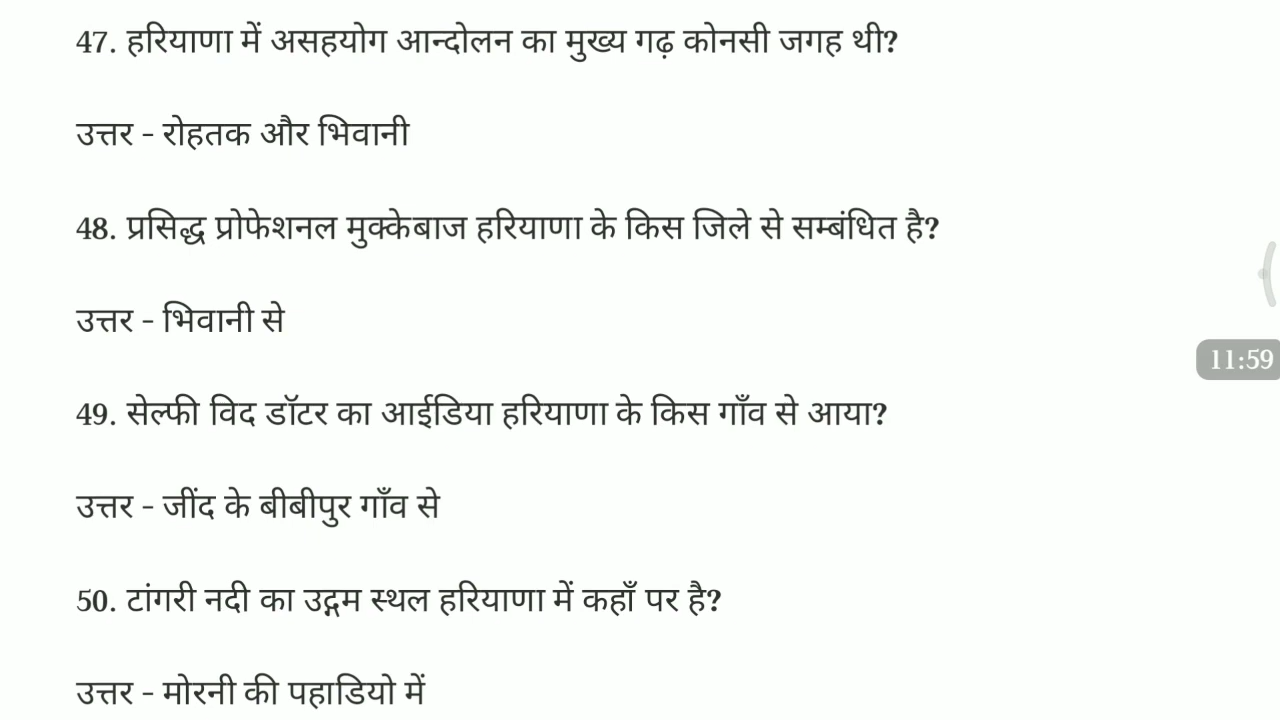 47. हरियाणा में असहयोग आन्दोलन का मुख्य गढ़ कोनसी जगह थी?
उत्तर - रोहतक और भिवानी
48. प्रसिद्ध प्रोफेशनल मुक्केबाज हरियाणा के किस जिले से सम्बंधित है?
उत्तर - भिवानी से
11:59
49. सेल्फी विद डॉटर का आईडिया हरियाणा के किस गाँव से आया?
उत्तर - जींद के बीबीपुर गाँव से
50. टांगरी नदी का उद्गम स्थल हरियाणा में कहाँ पर है?
उत्तर - मोरनी की पहाडियो में